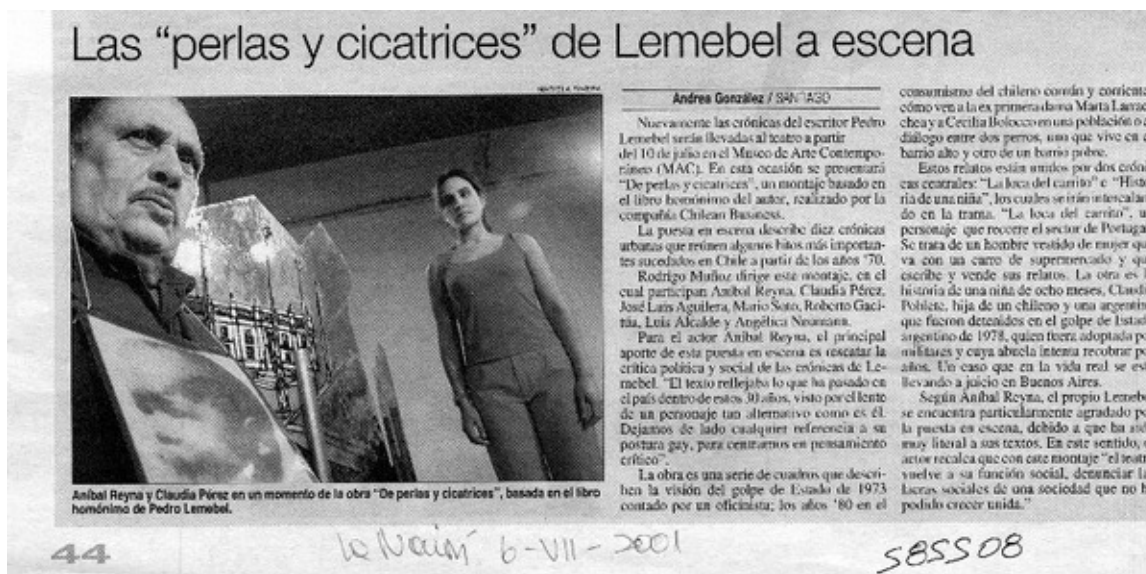 Las “perlas y cicatrices” de Lemebel a escena
Andrea González / SANTIAGO
Nuevamente las crónicas del escritor Pedro
Lemebel serán llevadas al teatro a partir
del 10 de julio en el Museo de Arte Contempo-
ráneo (MAC). En esta ocasión se presentará
“De perlas y cicatrices”, un montaje basado en
el libro homónimo del autor, realizado por la
compañía Chilean Business.
La puesta en escena describe diez crónicas
urbanas que reúnen algunos hitos más importan-
tes sucedados en Chile a partir de los años ’70.
Rodrigo Muñoz dirige este montaje, en el
cual participan Aníbal Reyna, Claudia Pérez,
José Luis Aguilera, Mario Soto, Roberto Gaci-
túa, Luis Alcalde y Angélica Neumann.
Para el actor Aníbal Reyna, el principal
aporte de esta puesta en escena es rescatar la
crítica política y social de las crónicas de Le-
mebel. “El texto reflejaba lo que ha pasado en
el país dentro de estos 30 años, visto por el lente
de un personaje tan alternativo como es él.
Dejamos de lado cualquier referencia a su
postura gay, para centrarnos en pensamiento
crítico”.
La obra es una serie de cuadros que descri-
ben la visión del golpe de Estado de 1973
contado por un oficinista; los años ’80 en el
consumismo del chileno común y corriente
cómo ven a la ex primera dama Marta Larrae-
chea y a Cecilia Bolocco en una población o
diálogo entre dos perros, uno que vive en
barrio alto y otro de un barrio pobre.
Estos relatos están unidos por dos cróni-
cas centrales: “La loca del carrito” e “Histo-
ria de una niña”, los cuales se irán intercalan-
do en la trama. “La loca del carrito”,
personaje que recorre el sector de Portugal
Se trata de un hombre vestido de mujer que
va con un carro de supermercado y que
escribe y vende sus relatos. La otra es
historia de una niña de ocho meses, Claudia
Poblete, hija de un chileno y una argentina
que fueron detenidos en el golpe de Estado
argentino de 1978, quien fuera adoptada por
militares y cuya abuela intenta recobrar por
años. Un caso que en la vida real se está
llevando a juicio en Buenos Aires.
Según Aníbal Reyna, el propio Lemebel
se encuentra particularmente agradado por
la puesta en escena, debido a que ha sido
muy literal a sus textos. En este sentido,
actor recalca que con este montaje “el teatro
vuelve a su función social, denunciar las
lacras sociales de una sociedad que no ha
podido crecer unida.”
Aníbal Reyna y Claudia Pérez en un momento de la obra “De perlas y cicatrices”, basada en el libro
homónimo de Pedro Lemebel.
44
La Nación 6-VII-2001
585508